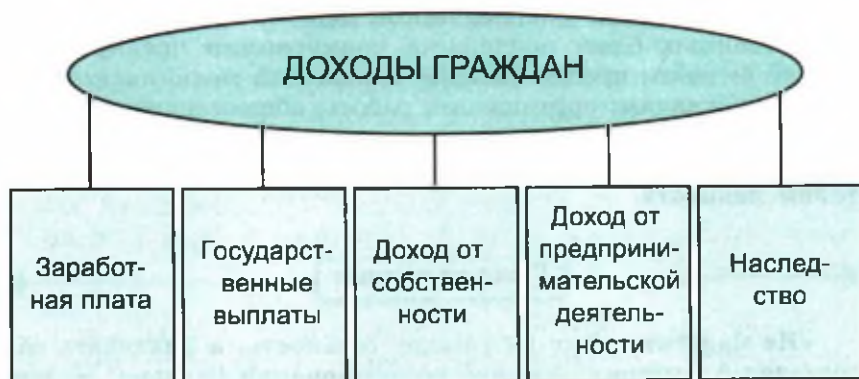 ДОХОДЫ ГРАЖДАН
Заработ-
ная плата
Государст-
венные
выплаты
Доход от
собствен-
ности
Доход от
предприни-
мательской
деятель-
ности
Наслед-
ство